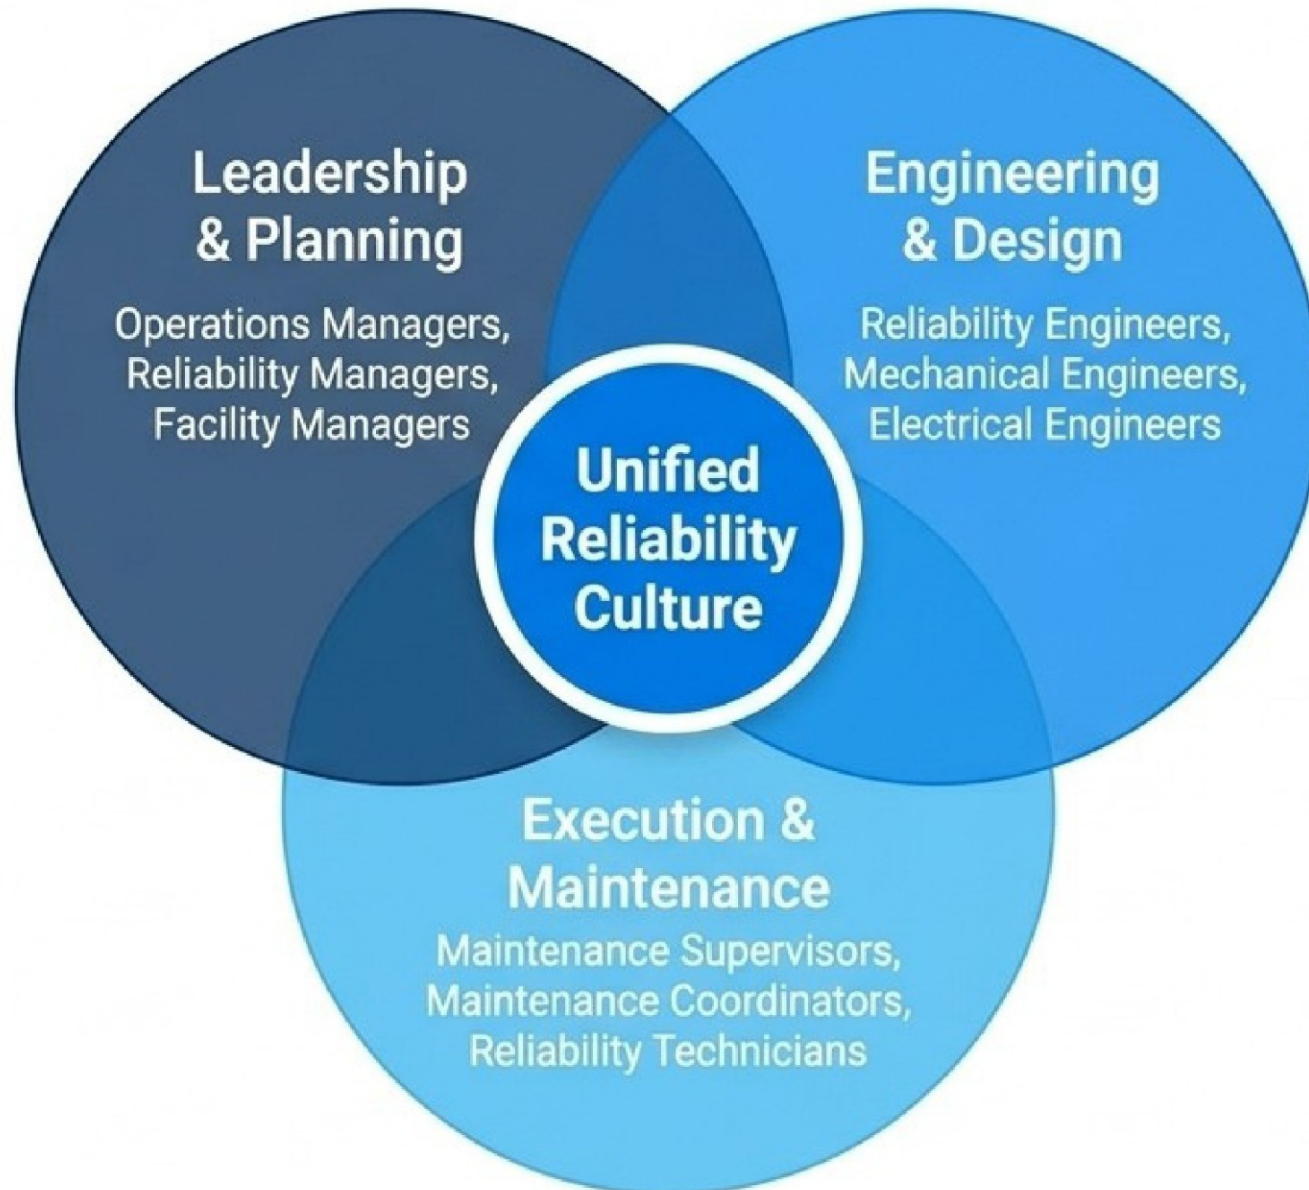 Leadership
& Planning
Operations Managers,
Reliability Managers,
Facility Managers
Engineering
& Design
Reliability Engineers,
Mechanical Engineers,
Electrical Engineers
Unified
Reliability
Culture
Execution &
Maintenance
Maintenance Supervisors,
Maintenance Coordinators,
Reliability Technicians